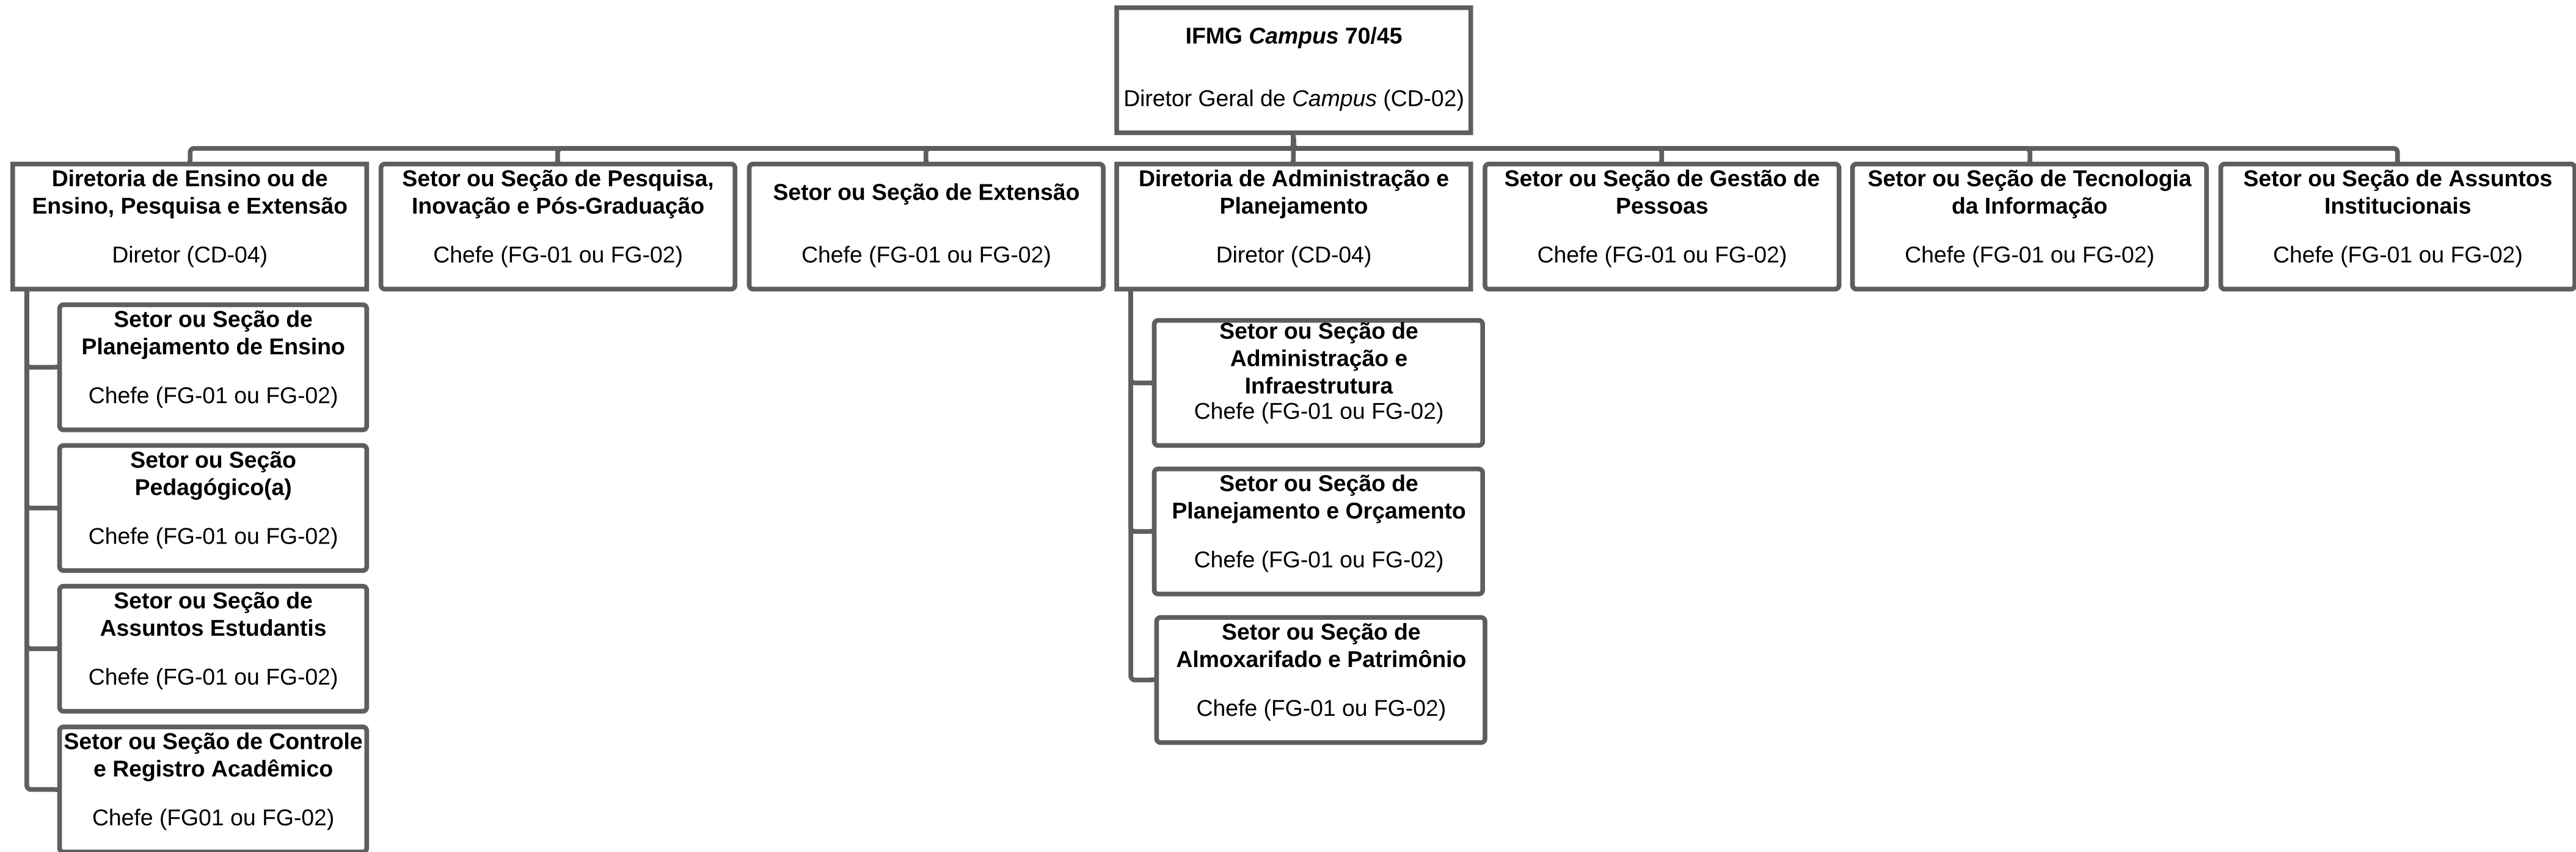 IFMG Campus 70/45
Diretor Geral de Campus (CD-02)
Diretoria de Ensino ou de
Ensino, Pesquisa e Extensão
Diretor (CD-04)
Setor ou Seção de Pesquisa,
Inovação e Pós-Graduação
Chefe (FG-01 ou FG-02)
Setor ou Seção de Extensão
Chefe (FG-01 ou FG-02)
Diretoria de Administração e
Planejamento
Diretor (CD-04)
Setor ou Seção de Gestão de
Pessoas
Chefe (FG-01 ou FG-02)
Setor ou Seção de Tecnologia
da Informação
Chefe (FG-01 ou FG-02)
Setor ou Seção de Assuntos
Institucionais
Chefe (FG-01 ou FG-02)
Setor ou Seção de
Planejamento de Ensino
Chefe (FG-01 ou FG-02)
Setor ou Seção
Pedagógico(a)
Chefe (FG-01 ou FG-02)
Setor ou Seção de
Assuntos Estudantis
Chefe (FG-01 ou FG-02)
Setor ou Seção de Controle
e Registro Acadêmico
Chefe (FG01 ou FG-02)
Setor ou Seção de
Administração e
Infraestrutura
Chefe (FG-01 ou FG-02)
Setor ou Seção de
Planejamento e Orçamento
Chefe (FG-01 ou FG-02)
Setor ou Seção de
Almoxarifado e Patrimônio
Chefe (FG-01 ou FG-02)